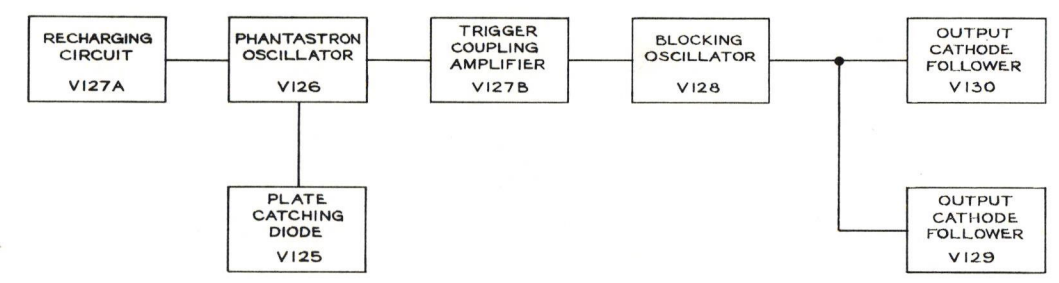 RECHARGING
CIRCUIT
V127A
PHANTASTRON
OSCILLATOR
V126
TRIGGER
COUPLING
AMPLIFIER
V127B
BLOCKING
OSCILLATOR
V128
OUTPUT
CATHODE
FOLLOWER
V130
PLATE
CATCHING
DIODE
V125
OUTPUT
CATHODE
FOLLOWER
V129